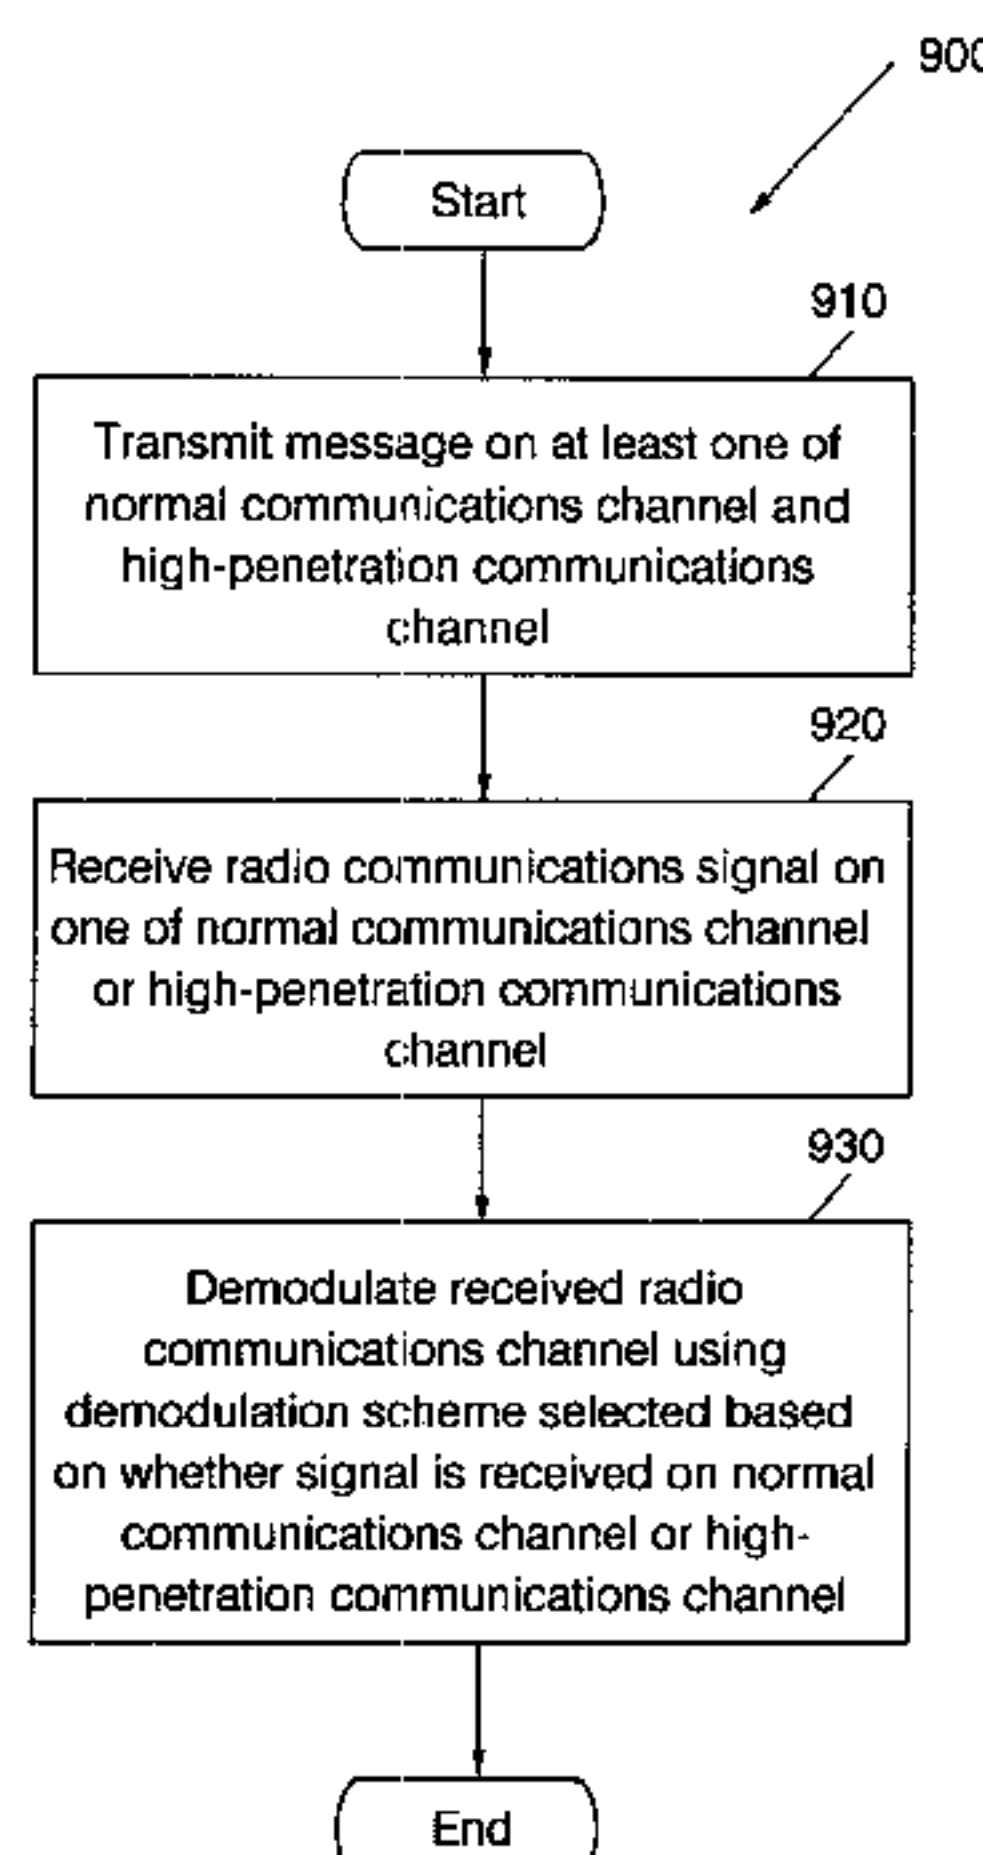 900
Start
910
Transmit message on at least one of
normal communications channel and
high-penetration communications
channel
920
Receive radio communications signal on
one of normal communications channel
or high-penetration communications
channel
930
Demodulate received radio
communications channel using
demodulation scheme selected based
on whether signal is received on normal
communications channel or high-
penetration communications channel
End